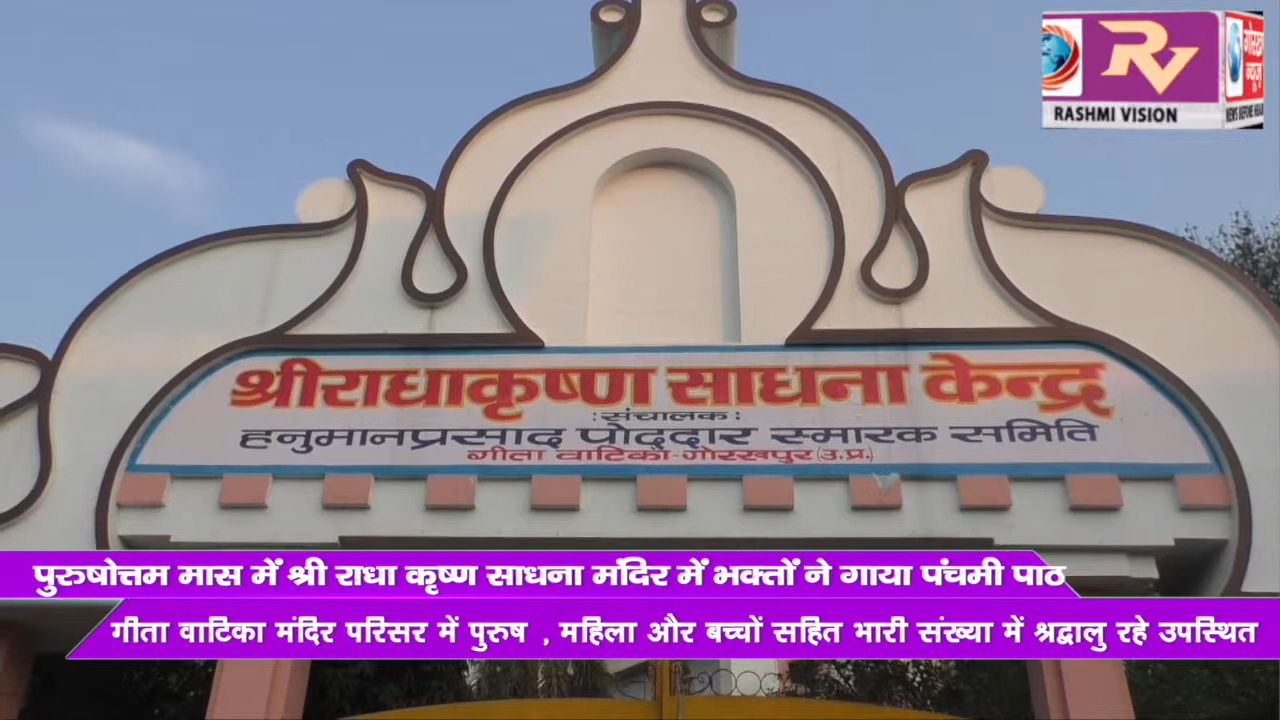 RV
RASHMI VISION
श्रीराधाकृष्ण साधना केन्द्र
:संचालक:
हनुमानप्रसाद पोद्दार स्मारक समिति
गीता वाटिका-गोरखपुर(उ.प्र.)
पुरुषोत्तम मास में श्री राधा कृष्ण साधना मंदिर में भक्तों ने गाया पंचमी पाठ
गीता वाटिका मंदिर परिसर में पुरुष , महिला और बच्चों सहित भारी संख्या में श्रद्वालु रहे उपस्थित